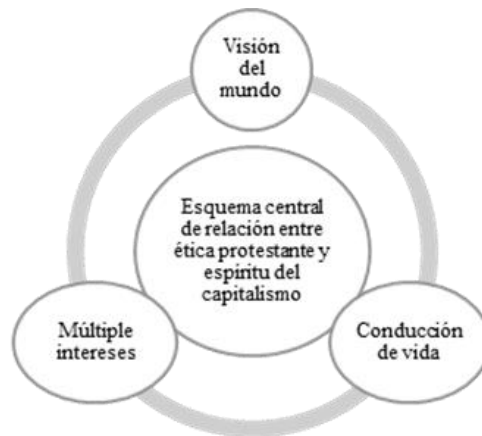 Visión
del
mundo
Esquema central
de relación entre
ética protestante y
espíritu del
capitalismo
Múltiple
intereses
Conducción
de vida